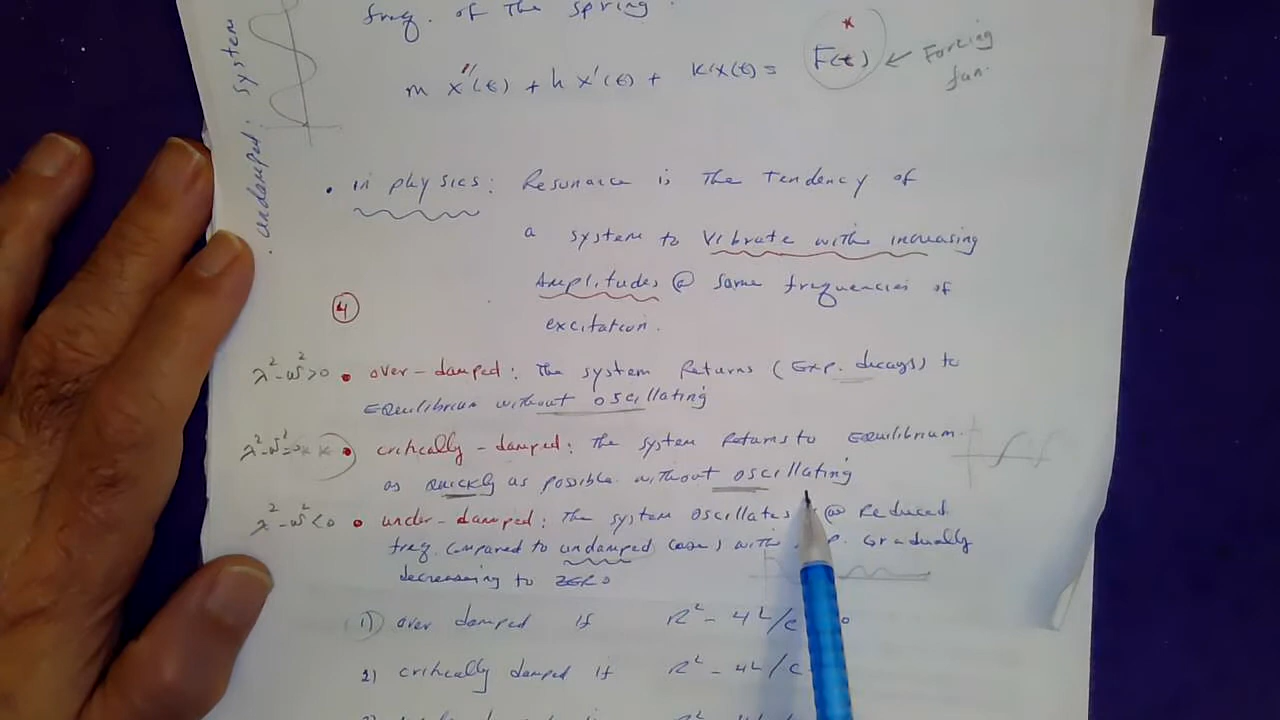 freq. of the spring.
undamped. system
m x''(t) + h x'(t) + k x(t) = F(t) ← Forcing
fun.
*
• in physics: Resonance is the tendency of
a system to vibrate with increasing
Amplitudes @ some frequencies of
excitation.
4
λ²-ω²>0 • over-damped: The system Returns (Exp. decays) to
Equilibrium without oscillating
λ²-ω²=0 • critically-damped: The system Returns to Equilibrium.
as quickly as possible without oscillating
λ²-ω²<0 • under-damped: The system oscillates @ Reduced
freq. compared to undamped case) with Gradually
decreasing to ZERO
1) over damped if R²-4L/C 0
2) critically damped if R²-4L/C